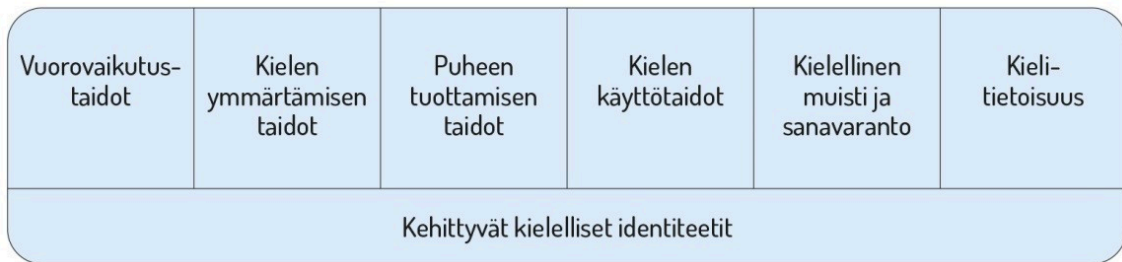 Vuorovaikutus-
taidot
Kielen
ymmärtämisen
taidot
Puheen
tuottamisen
taidot
Kielen
käyttötaidot
Kielellinen
muisti ja
sanavaranto
Kieli-
tietoisuus
Kehittyvät kielelliset identiteetit